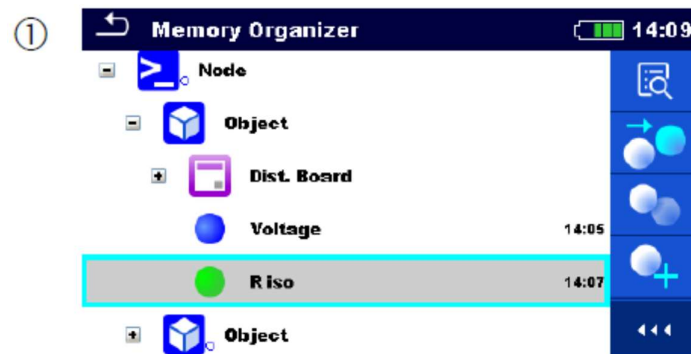 ①
Memory Organizer 14:09
Node
Object
Dist. Board
Voltage 14:05
R iso 14:07
Object